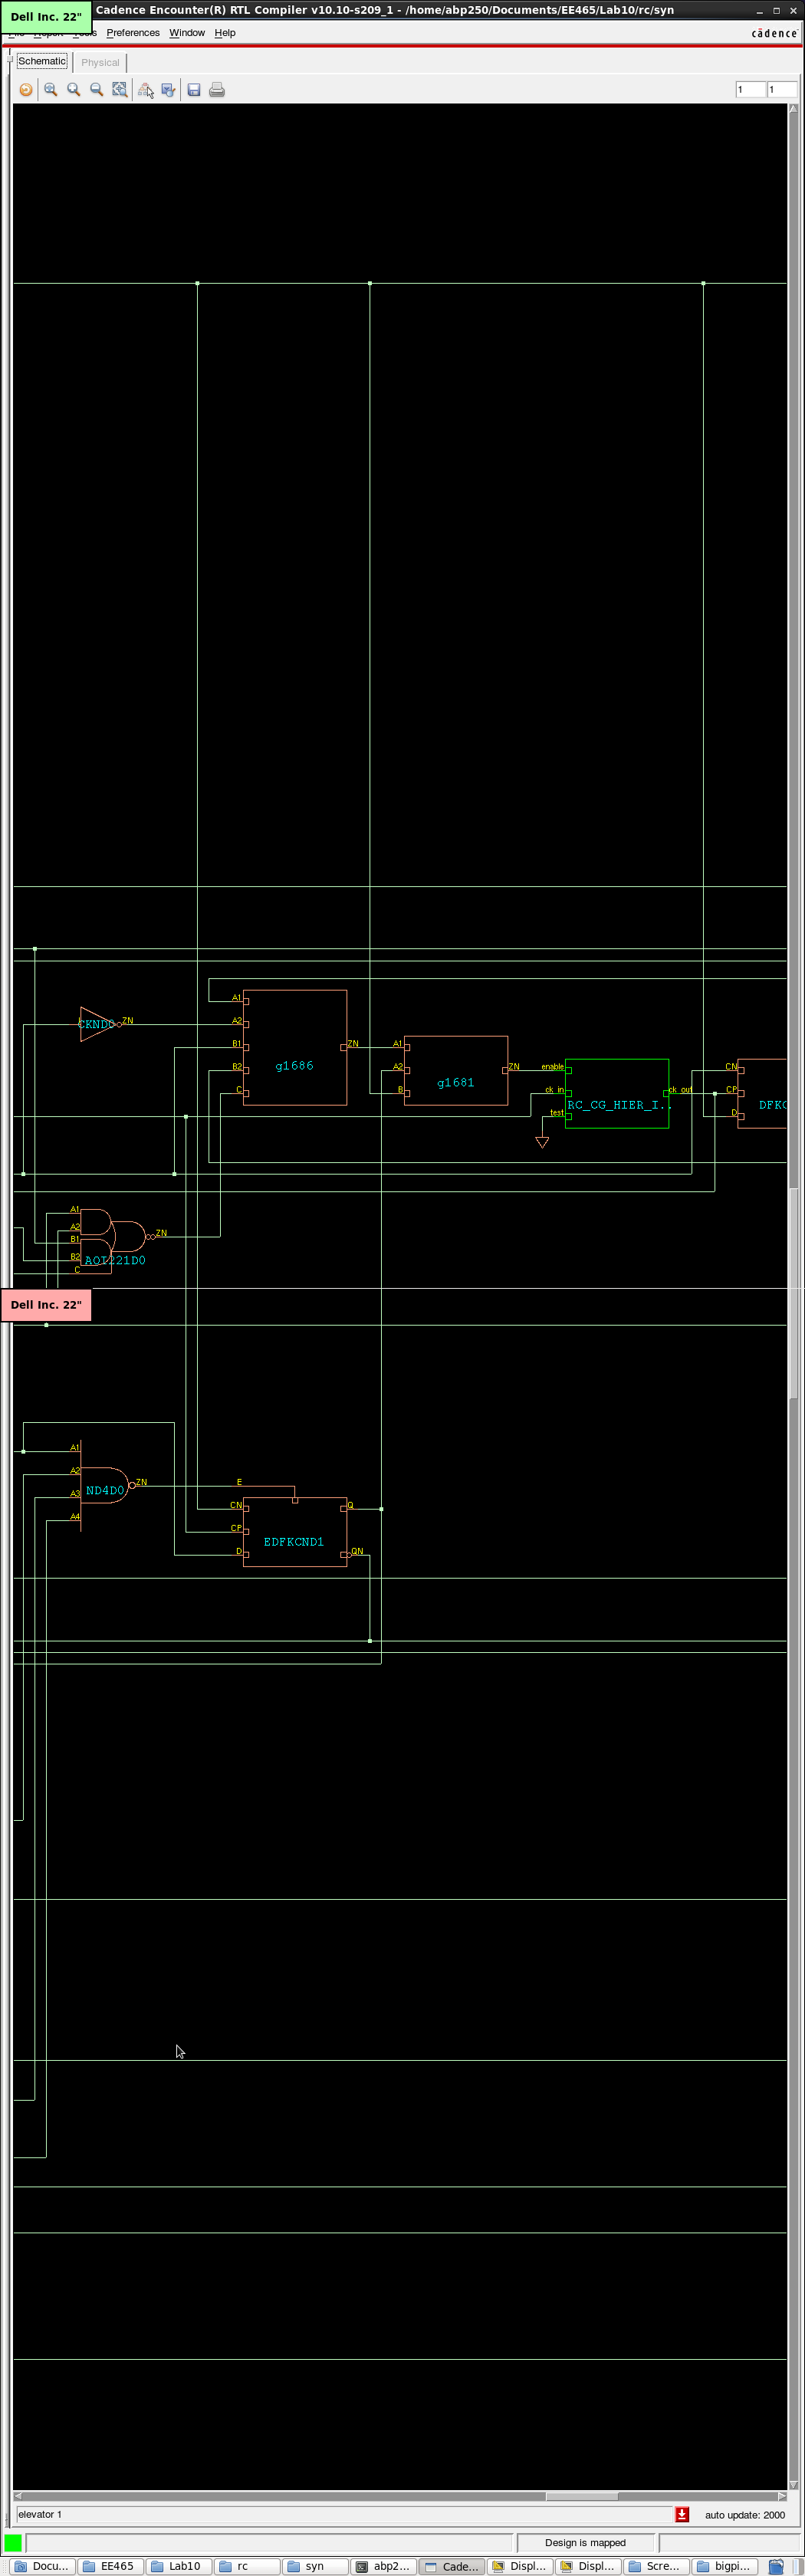 Dell Inc. 22"
Cadence Encounter(R) RTL Compiler v10.10-s209_1 - /home/abp250/Documents/EE465/Lab10/rc/syn
Preferences Window Help
cādence
Schematic Physical
1 1
A1
CKND0 ZN A2
B1 ZN A1
g1686
B2 A2 ZN enable CN
g1681
C B ck_in ck_out CP
RC_CG_HIER_I..
test D
A1
A2
ZN
B1
B2
AOI221D0
C
Dell Inc. 22"
A1
A2 ZN E
ND4D0
A3 CN Q
A4 CP
EDFKCND1
D QN
elevator 1 auto update: 2000
Design is mapped
Docu... EE465 Lab10 rc syn abp2... Cade... Displ... Displ... Scre... bigpi...